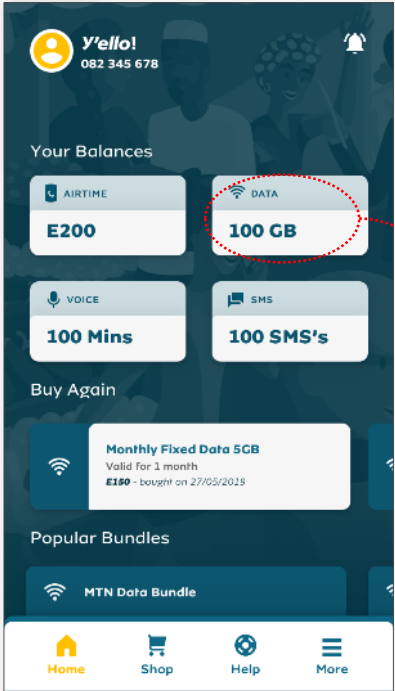 Y'ello!
082 345 678
Your Balances
AIRTIME
E200
DATA
100 GB
VOICE
100 Mins
SMS
100 SMS's
Buy Again
Monthly Fixed Data 5GB
Valid for 1 month
E150 - bought on 27/05/2019
Popular Bundles
MTN Data Bundle
Home
Shop
Help
More